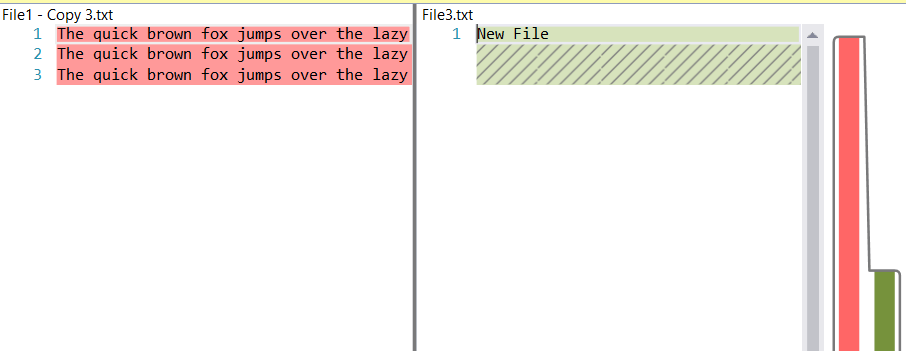 File1 - Copy 3.txt
1 The quick brown fox jumps over the lazy
2 The quick brown fox jumps over the lazy
3 The quick brown fox jumps over the lazy
File3.txt
1 New File